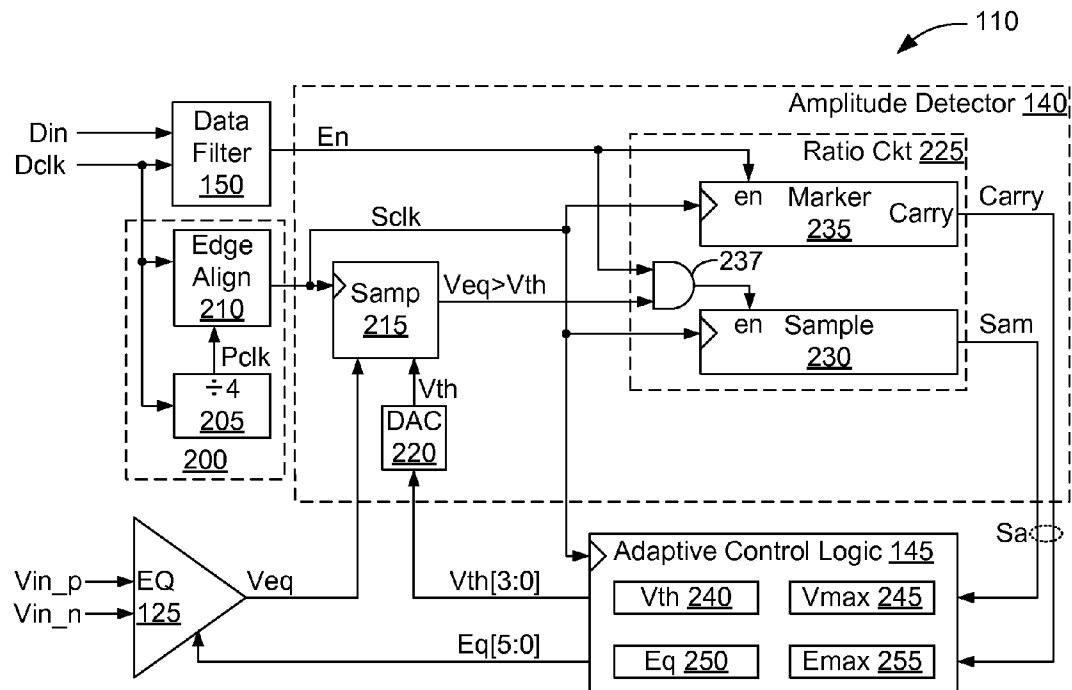 110
Amplitude Detector 140
Din
Dclk
Data
Filter
150
En
Ratio Ckt 225
en
Marker
235
Carry
Carry
Sclk
Edge
Align
210
Samp
215
Veq>Vth
237
en
Sample
230
Sam
Pclk
÷4
205
200
Vth
DAC
220
Sa
Vin_p
Vin_n
EQ
125
Veq
Vth[3:0]
Eq[5:0]
Adaptive Control Logic 145
Vth 240
Vmax 245
Eq 250
Emax 255